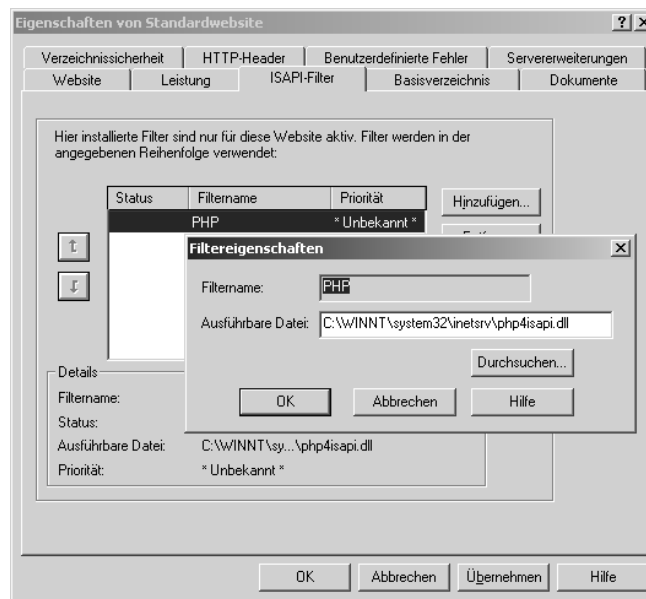 Eigenschaften von Standardwebsite
Verzeichnissicherheit HTTP-Header Benutzerdefinierte Fehler Servererweiterungen
Website Leistung ISAPI-Filter Basisverzeichnis Dokumente
Hier installierte Filter sind nur für diese Website aktiv. Filter werden in der
angegebenen Reihenfolge verwendet:
Status Filtername Priorität
Hinzufügen...
PHP * Unbekannt *
Filtereigenschaften
Filtername: PHP
Ausführbare Datei: C:\WINNT\system32\inetsrv\php4isapi.dll
Durchsuchen...
OK Abbrechen Hilfe
Details
Filtername:
Status:
Ausführbare Datei: C:\WINNT\sy...\php4isapi.dll
Priorität: * Unbekannt *
OK Abbrechen Übernehmen Hilfe